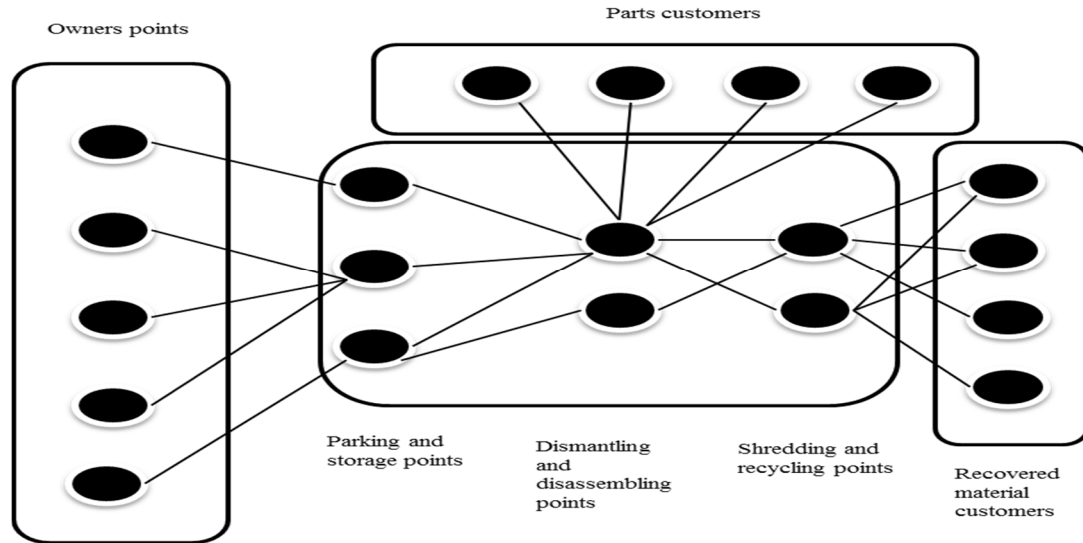 Owners points
Parts customers
Parking and
storage points
Dismantling
and
disassembling
points
Shredding and
recycling points
Recovered
material
customers